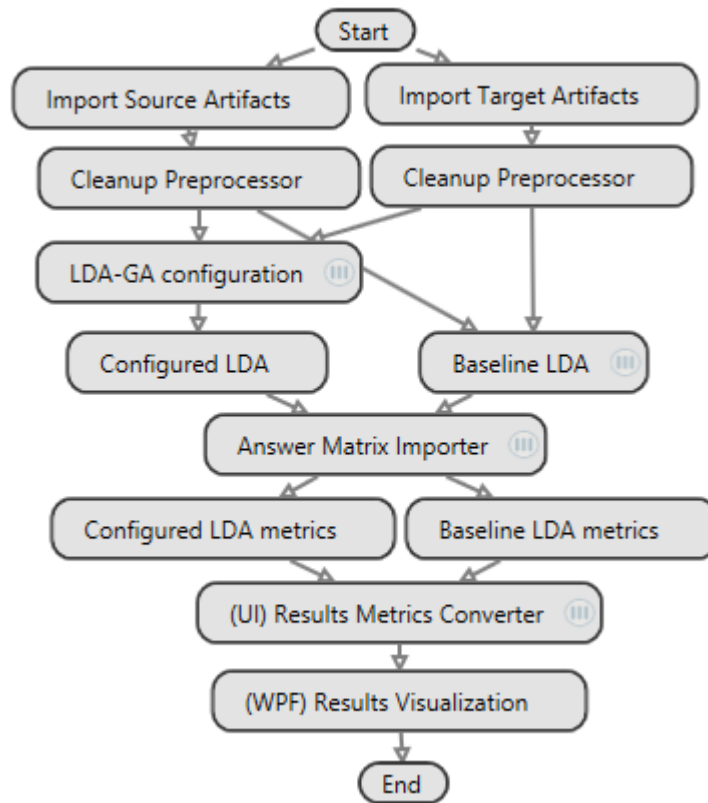 Start
Import Source Artifacts
Import Target Artifacts
Cleanup Preprocessor
Cleanup Preprocessor
LDA-GA configuration
Configured LDA
Baseline LDA
Answer Matrix Importer
Configured LDA metrics
Baseline LDA metrics
(UI) Results Metrics Converter
(WPF) Results Visualization
End